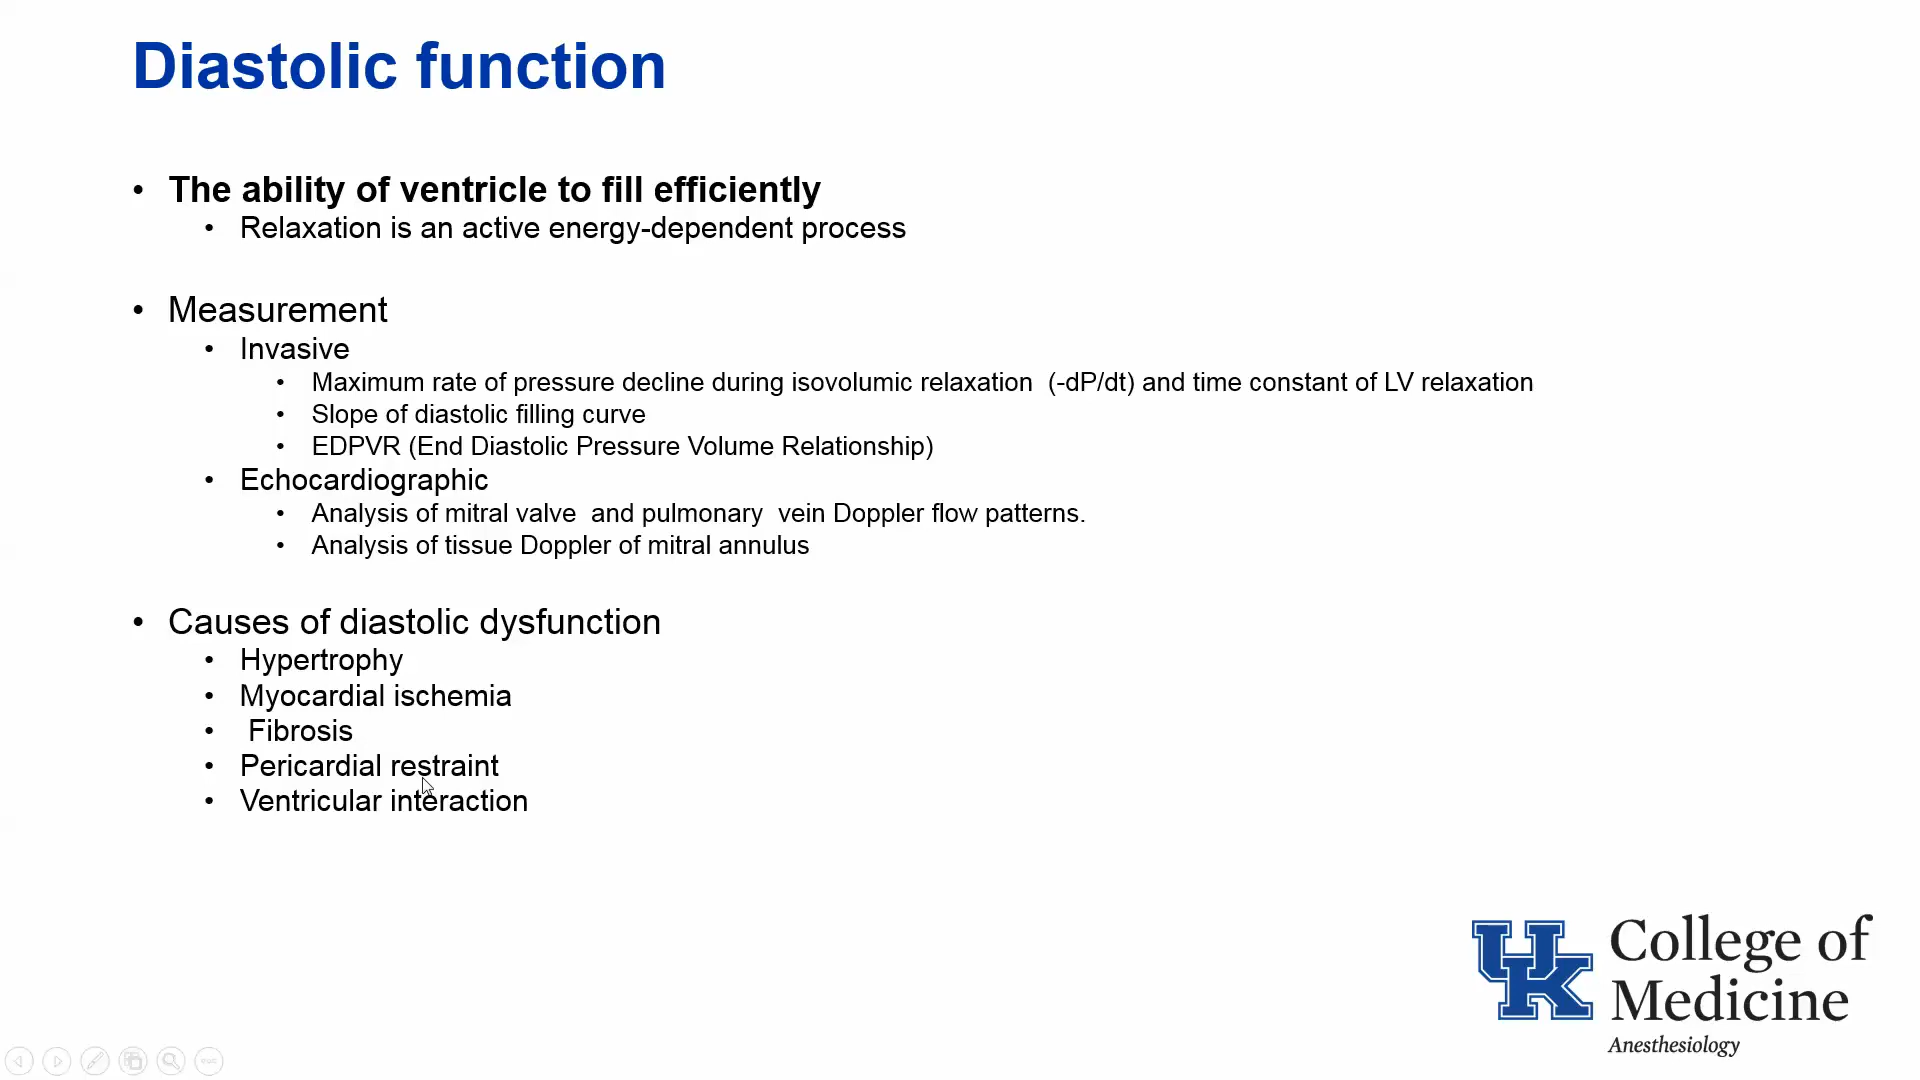 Diastolic function
• The ability of ventricle to fill efficiently
• Relaxation is an active energy-dependent process
• Measurement
• Invasive
• Maximum rate of pressure decline during isovolumic relaxation  (-dP/dt) and time constant of LV relaxation
• Slope of diastolic filling curve
• EDPVR (End Diastolic Pressure Volume Relationship)
• Echocardiographic
• Analysis of mitral valve  and pulmonary  vein Doppler flow patterns.
• Analysis of tissue Doppler of mitral annulus
• Causes of diastolic dysfunction
• Hypertrophy
• Myocardial ischemia
• Fibrosis
• Pericardial restraint
• Ventricular interaction
UK
College of
Medicine
Anesthesiology